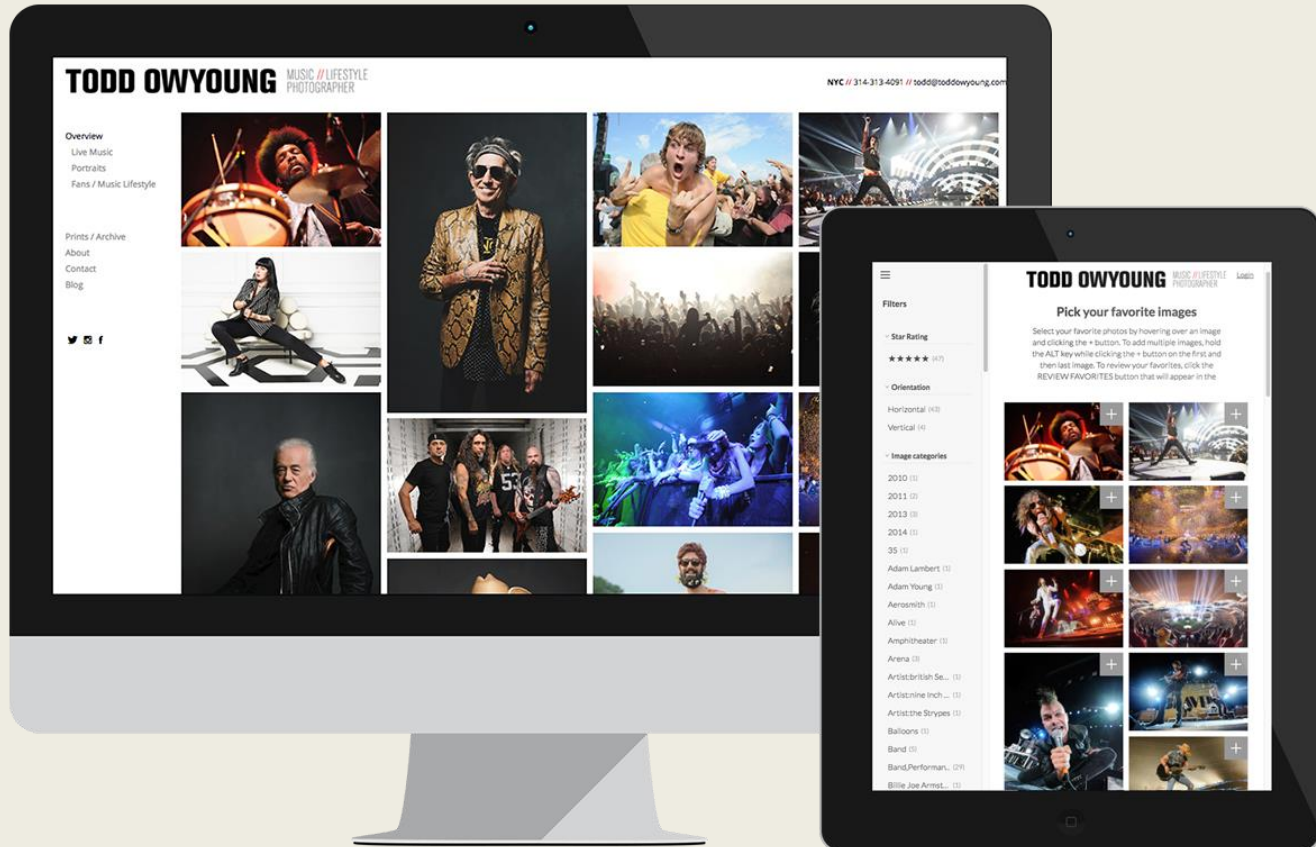 TODD OWYOUNG
MUSIC // LIFESTYLE
PHOTOGRAPHER
NYC // 314-313-4091 // todd@toddowyoung.com
Overview
Live Music
Portraits
Fans / Music Lifestyle
Prints / Archive
About
Contact
Blog
53
TODD OWYOUNG
MUSIC // LIFESTYLE
PHOTOGRAPHER
Login
Filters
Star Rating
★★★★★ (47)
Orientation
Horizontal (43)
Vertical (4)
Image categories
2010 (1)
2011 (2)
2013 (3)
2014 (1)
35 (1)
Adam Lambert (1)
Adam Young (1)
Aerosmith (1)
Alive (1)
Amphitheater (1)
Arena (3)
Artist:british Se... (1)
Artist:nine Inch ... (1)
Artist:the Strypes (1)
Balloons (1)
Band (5)
Band,Performan... (29)
Billie Joe Armst... (1)
Pick your favorite images
Select your favorite photos by hovering over an image
and clicking the + button. To add multiple images, hold
the ALT key while clicking the + button on the first and
then last image. To review your favorites, click the
REVIEW FAVORITES button that will appear in the